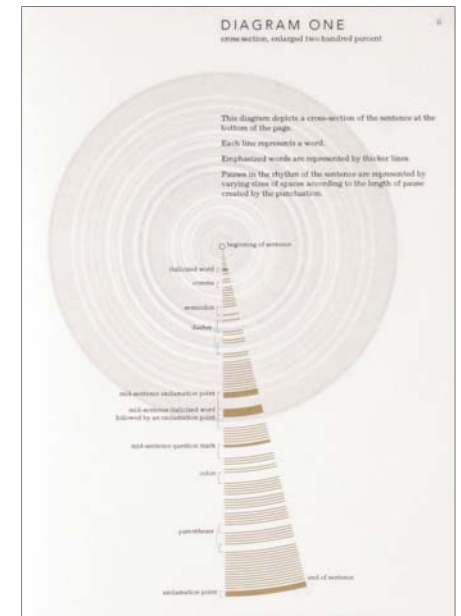 DIAGRAM ONE
ii
cross section, enlarged two hundred percent
This diagram depicts a cross-section of the sentence at the
bottom of the page.
Each line represents a word.
Emphasized words are represented by thicker lines.
Pauses in the rhythm of the sentence are represented by
varying sizes of spaces according to the length of pause
created by the punctuation.
beginning of sentence
italicized word
comma
semicolon
dashes
mid-sentence exclamation point
mid-sentence italicized word
followed by an exclamation point
mid-sentence question mark
colon
parentheses
end of sentence
exclamation point